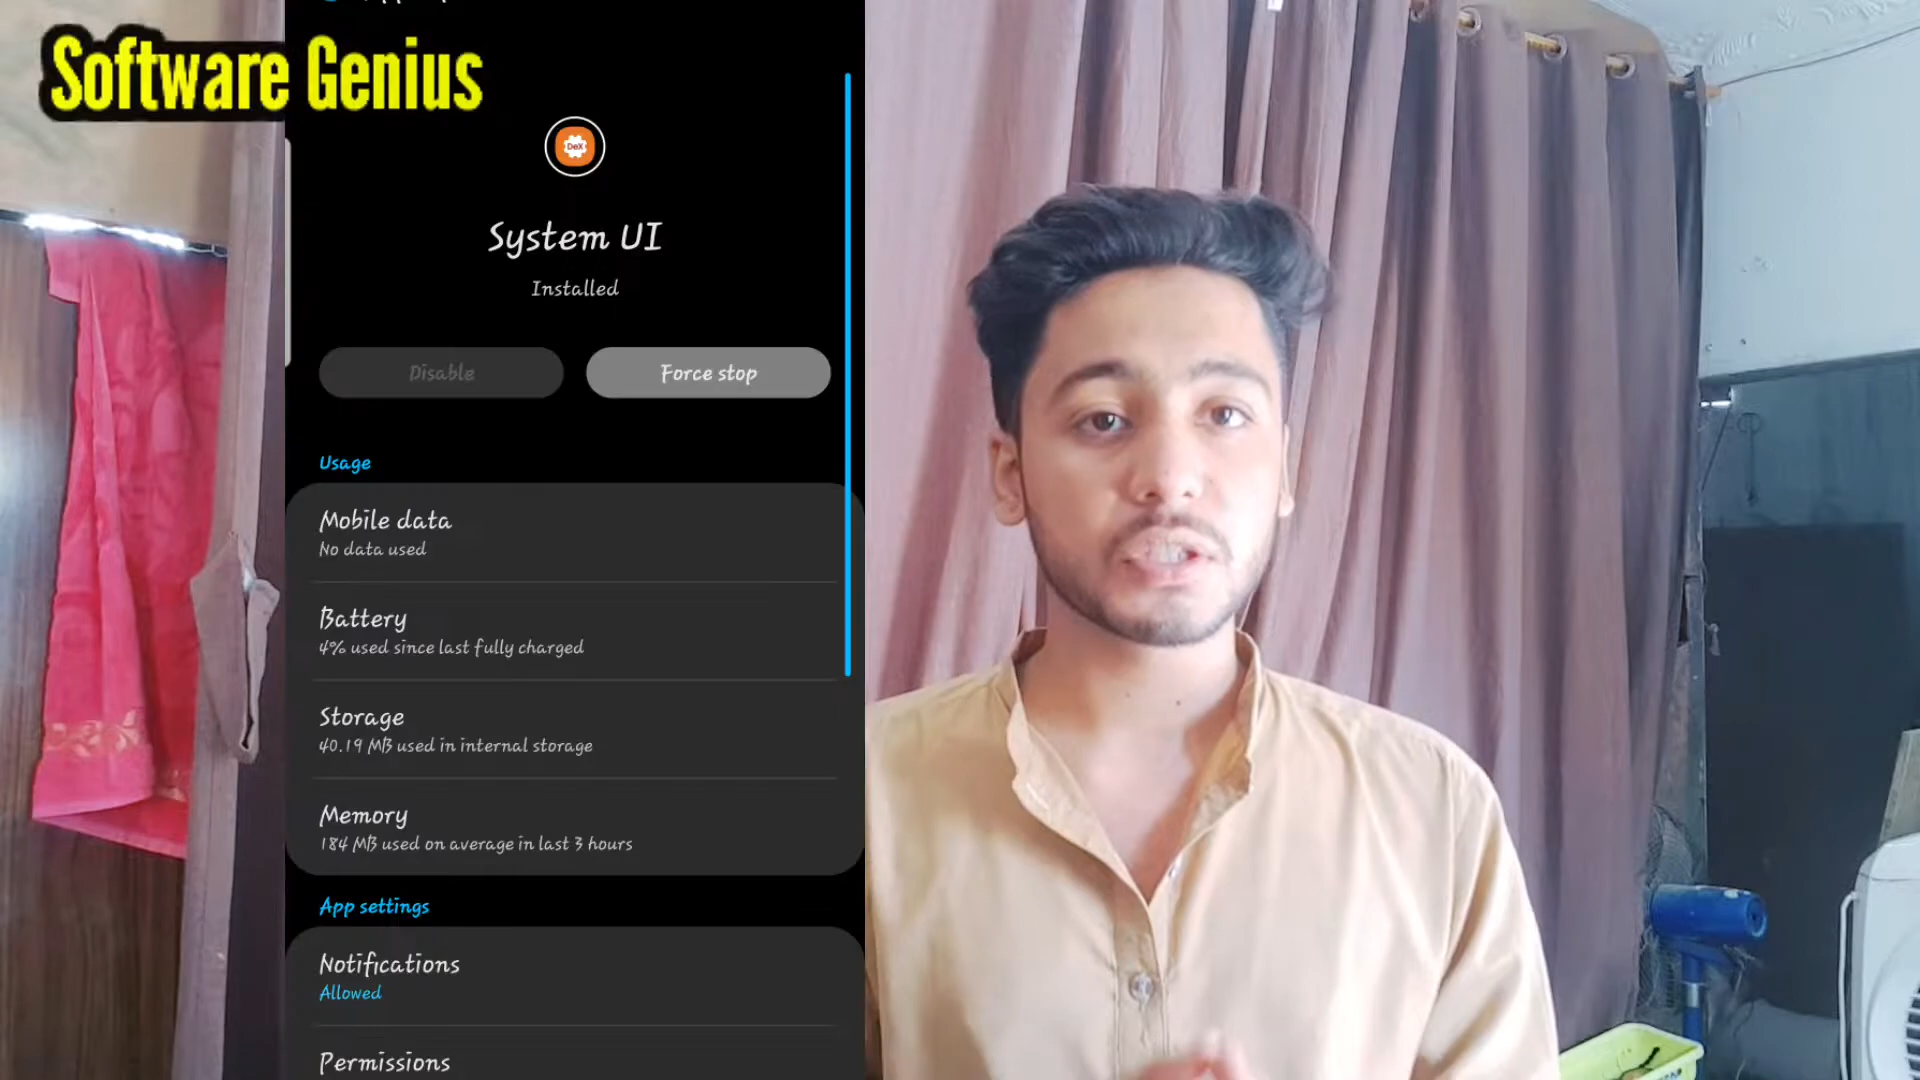 Software Genius
DeX
System UI
Installed
Disable
Force stop
Usage
Mobile data
No data used
Battery
4% used since last fully charged
Storage
40.19 MB used in internal storage
Memory
184 MB used on average in last 3 hours
App settings
Notifications
Allowed
Permissions